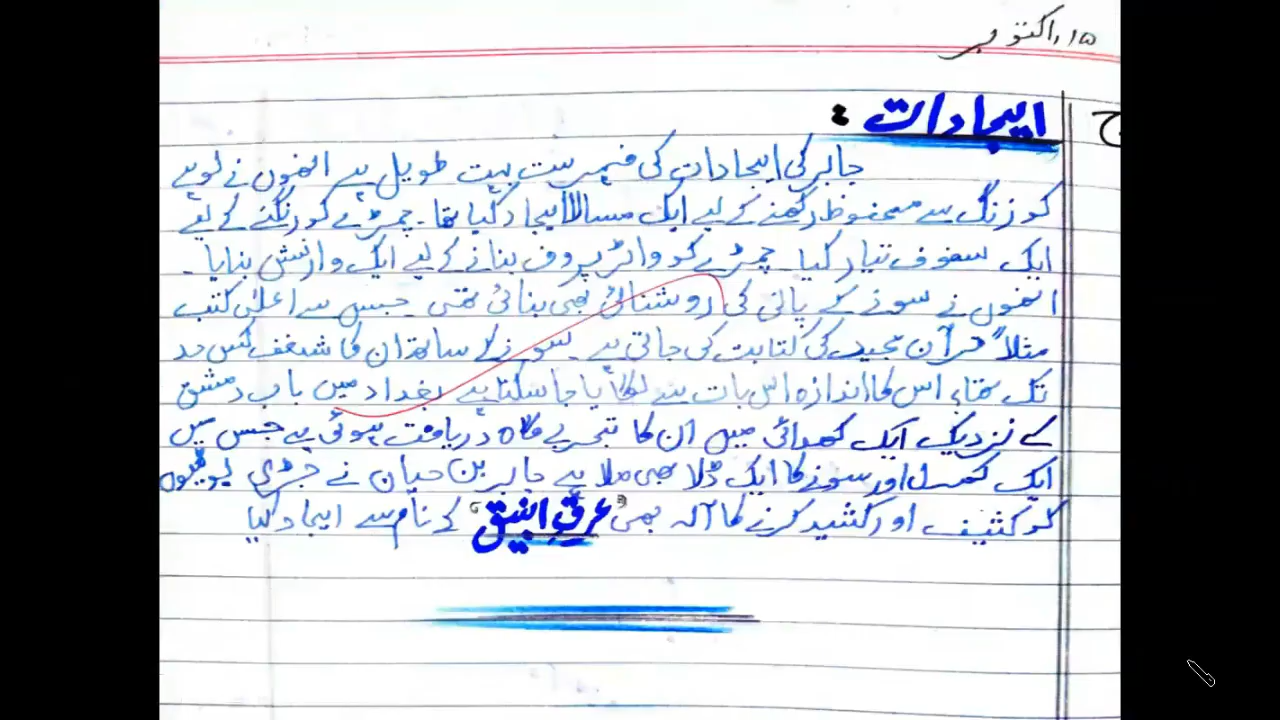 ۱۵، اکتوبر
ج
ایجادات :
جابر کی ایجادات کی فہرست بہت طویل ہے انھوں نے لوہے
کو زنگ سے محفوظ رکھنے کے لیے ایک مسالا ایجاد کیا تھا۔ چمڑے کو رنگنے کے لیے
ایک سفوف تیار کیا۔ چمڑے کو واٹر پروف بنانے کے لیے ایک وارنش بنایا۔
انھوں نے سونے کے پانی کی روشنائی بھی بنائی تھی۔ جس سے اعلیٰ کتب
مثلاً قرآن مجید کی کتابت کی جاتی ہے۔ سونے کے ساتھ ان کا شغف کس حد
تک تھا، اس کا اندازہ اس بات سے لگایا جا سکتا ہے بغداد میں باب دمشق
کے نزدیک ایک کھدائی میں ان کا تجربے گاہ دریافت ہوئی ہے جس میں
ایک کھرل اور سونے کا ایک ڈلا بھی ملا ہے جابر بن حیان نے جڑی بوٹیوں
کو کثیف اور کشید کرنے کا آلہ بھی "عرقِ انبیق" کے نام سے ایجاد کیا